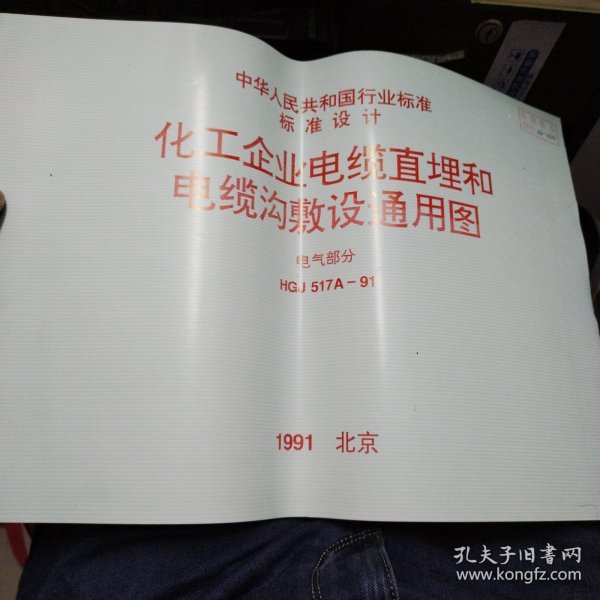 中华人民共和国行业标准
标准设计
化工企业电缆直埋和
电缆沟敷设通用图
电气部分
HGJ 517A-91
1991 北京
孔夫子旧书网
www.kongfz.com